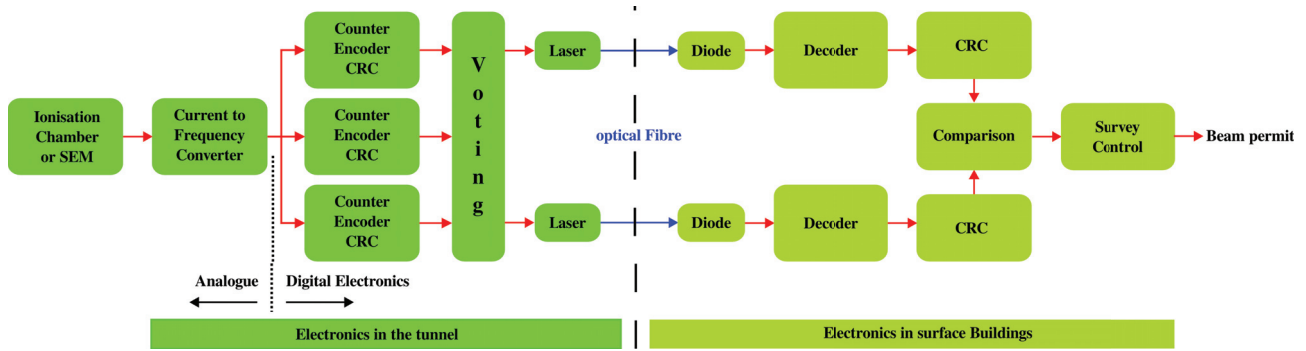 Ionisation
Chamber
or SEM
Current to
Frequency
Converter
Counter
Encoder
CRC
Counter
Encoder
CRC
Counter
Encoder
CRC
Voting
Laser
Laser
optical Fibre
Diode
Decoder
CRC
Comparison
Diode
Decoder
CRC
Survey
Control
Beam permit
Analogue
Digital Electronics
Electronics in the tunnel
Electronics in surface Buildings